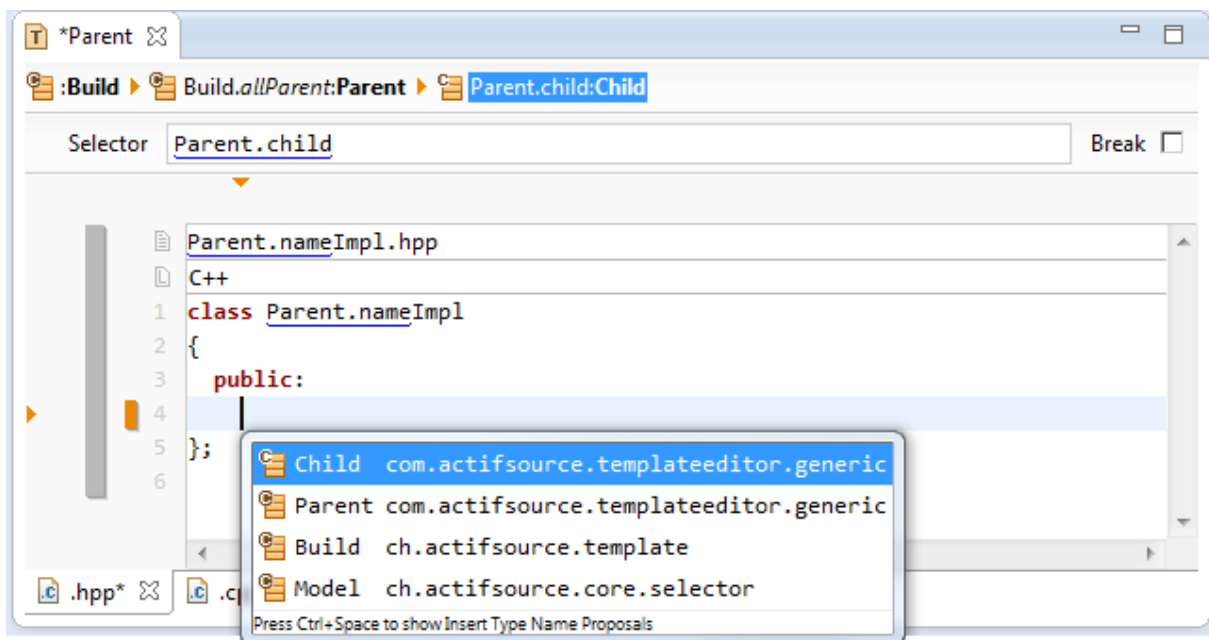 *Parent
:Build Build.allParent:Parent Parent.child:Child
Selector Parent.child Break
Parent.nameImpl.hpp
C++
1 class Parent.nameImpl
2 {
3 public:
4
5 };
6
Child com.actifsource.templateeditor.generic
Parent com.actifsource.templateeditor.generic
Build ch.actifsource.template
Model ch.actifsource.core.selector
Press Ctrl+Space to show Insert Type Name Proposals
.hpp* .c